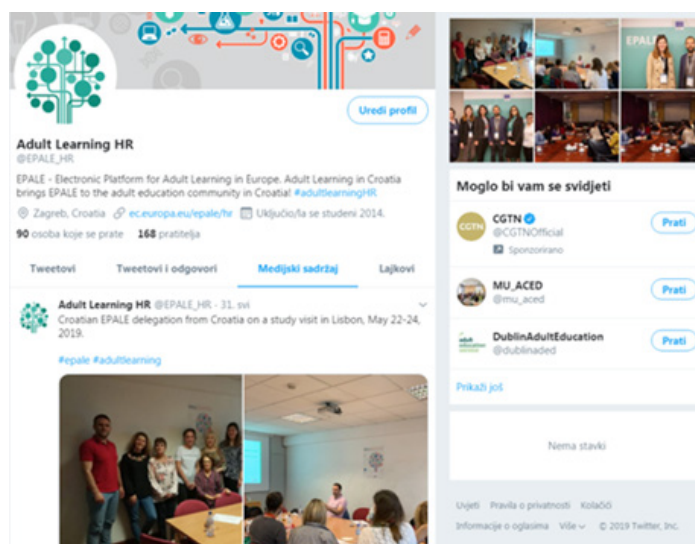 Uredi profil
Adult Learning HR
@EPALE_HR
EPALE - Electronic Platform for Adult Learning in Europe. Adult Learning in Croatia
brings EPALE to the adult education community in Croatia! #adultlearningHR
Zagreb, Croatia ec.europa.eu/epale/hr Uključio/la se studeni 2014.
90 osoba koje se prate 168 pratitelja
Tweetovi Tweetovi i odgovori Medijski sadržaj Lajkovi
Adult Learning HR @EPALE_HR - 31. svi
Croatian EPALE delegation from Croatia on a study visit in Lisbon, May 22-24,
2019.
#epale #adultlearning
EPALE
Moglo bi vam se svidjeti
CGTN
CGTN
@CGTNOfficial
Sponzorirano
Prati
MU_ACED
@mu_aced
Prati
DublinAdultEducation
@dublinaded
Prati
Prikaži još
Nema stavki
Uvjeti Pravila o privatnosti Kolačići
Informacije o oglasima Više © 2019 Twitter, Inc.